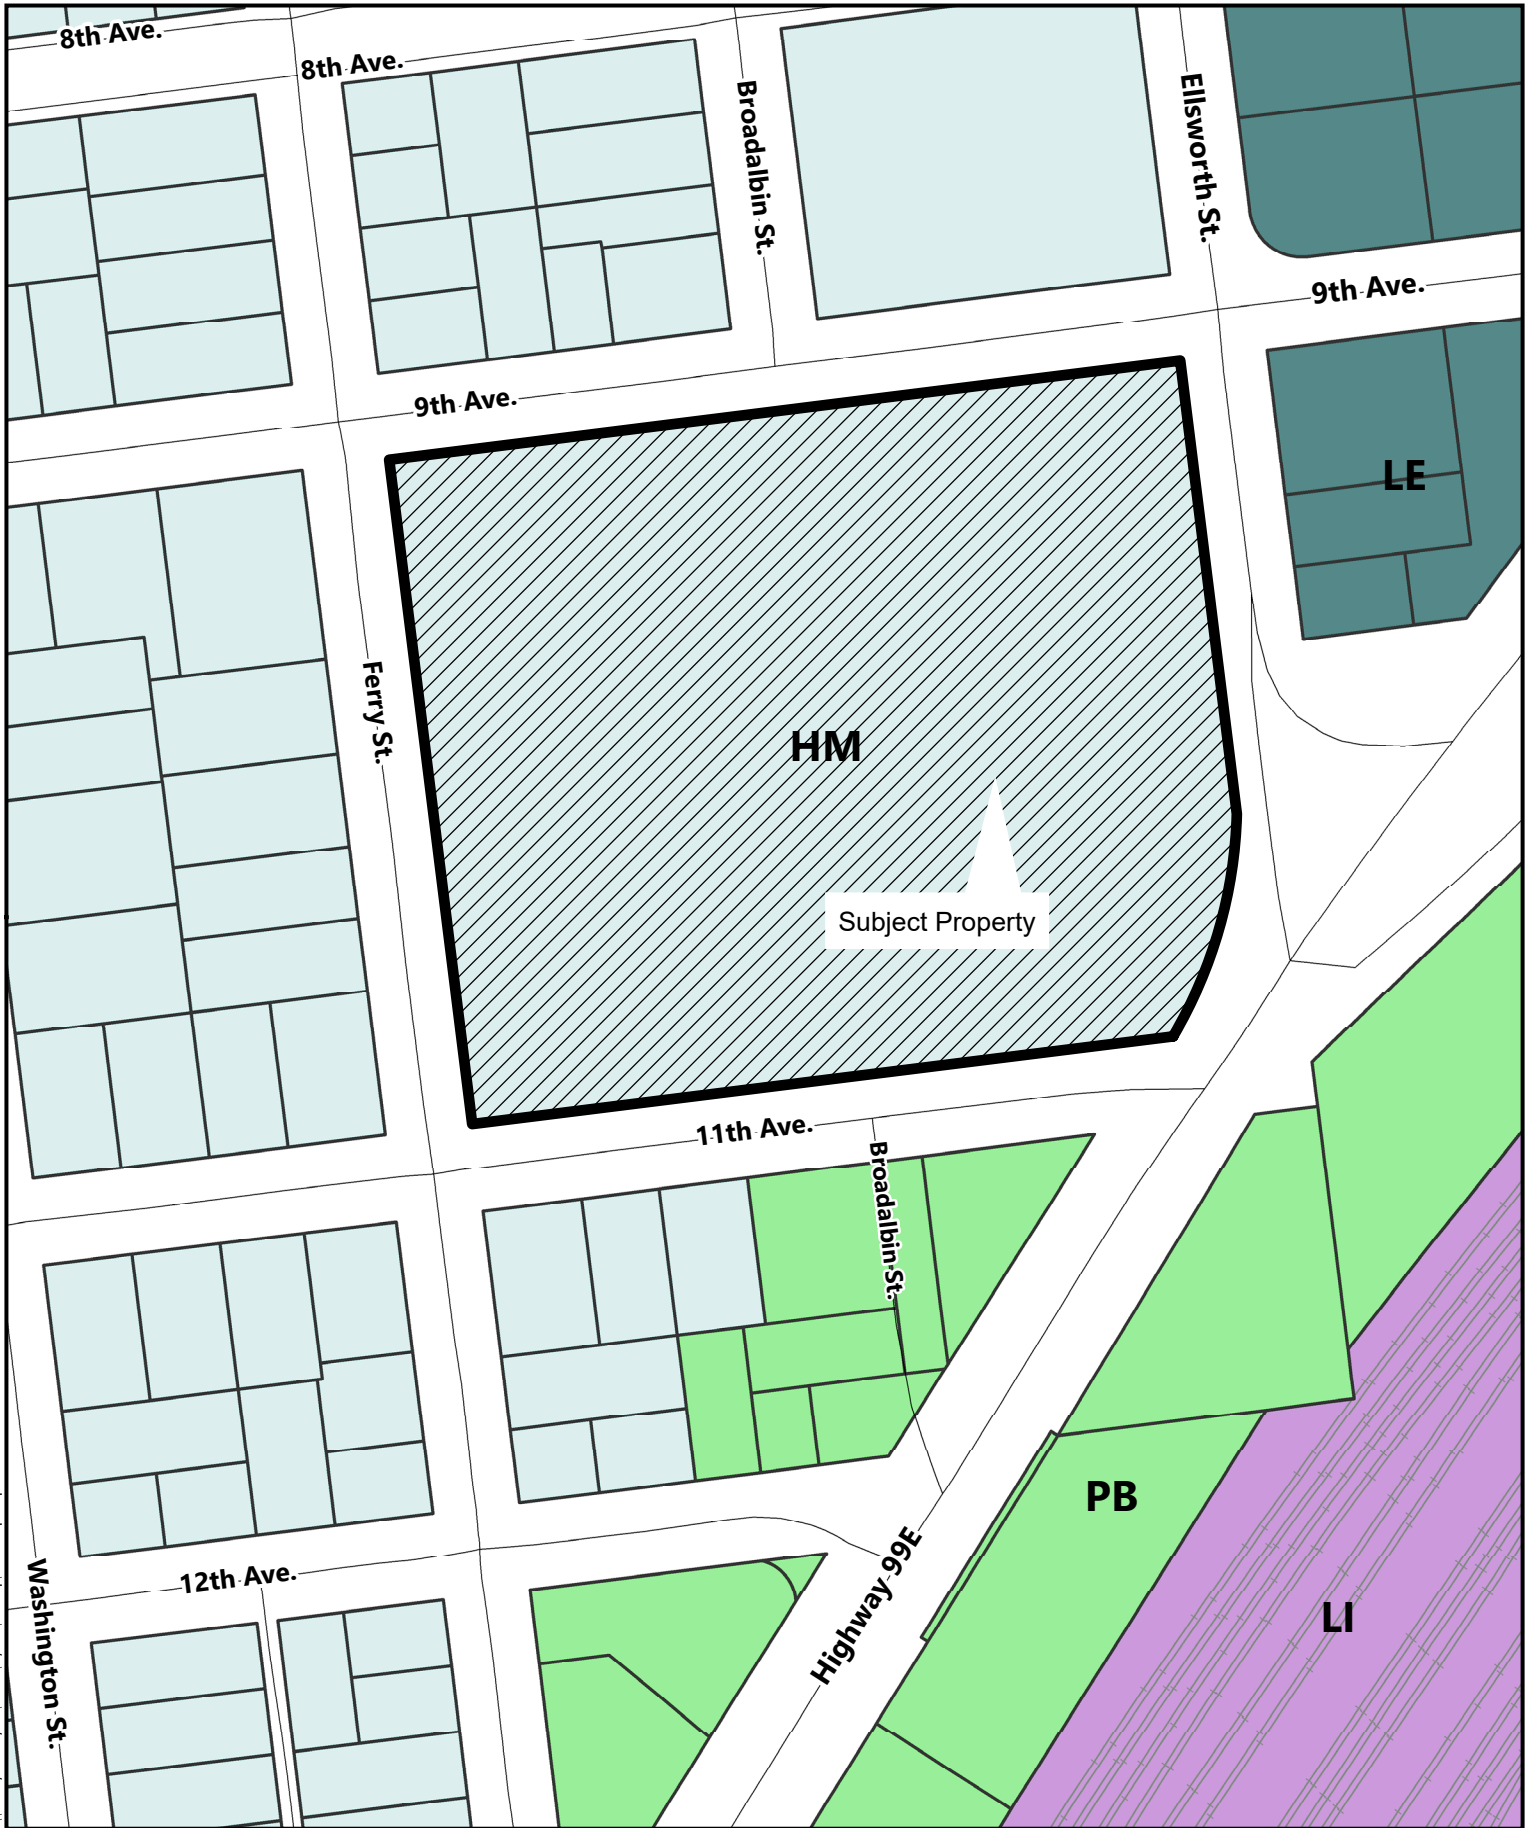 8th Ave.
8th Ave.
Broadalbin St.
Ellsworth St.
9th Ave.
9th Ave.
LE
Ferry St.
HM
Subject Property
11th Ave.
Broadalbin St.
PB
Highway 99E
12th Ave.
Washington St.
LI